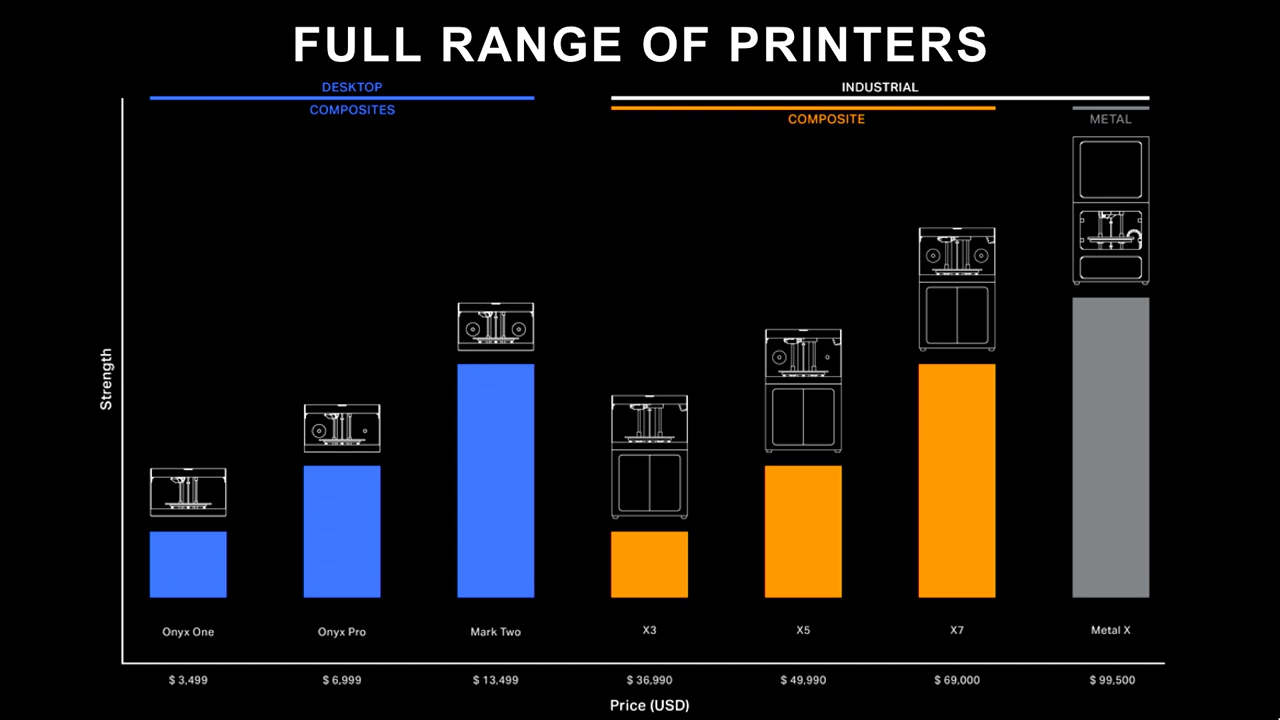 FULL RANGE OF PRINTERS
DESKTOP
COMPOSITES
INDUSTRIAL
COMPOSITE
METAL
Strength
Onyx One
Onyx Pro
Mark Two
X3
X5
X7
Metal X
$ 3,499
$ 6,999
$ 13,499
$ 36,990
$ 49,990
$ 69,000
$ 99,500
Price (USD)